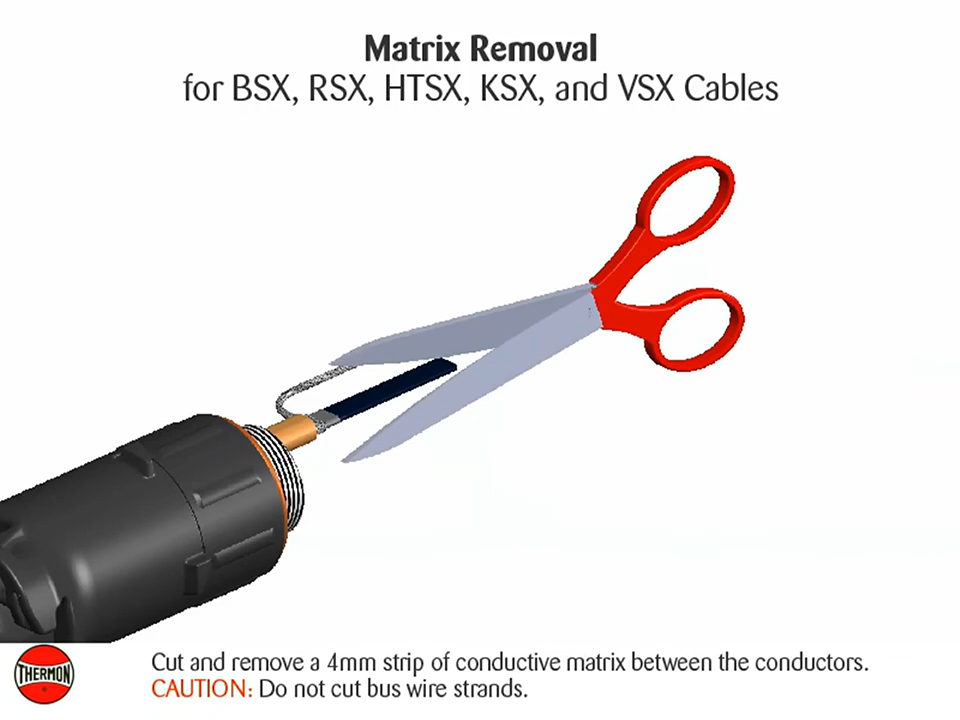 Matrix Removal
for BSX, RSX, HTSX, KSX, and VSX Cables
Cut and remove a 4mm strip of conductive matrix between the conductors.
CAUTION: Do not cut bus wire strands.
THERMON